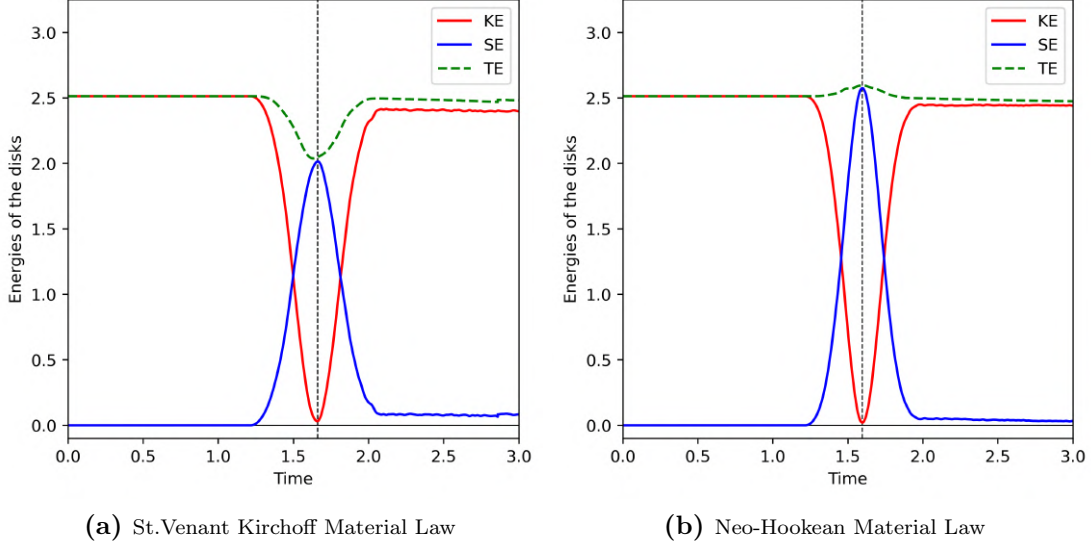 3.0
2.5
2.0
1.5
1.0
0.5
0.0
Energies of the disks
0.0 0.5 1.0 1.5 2.0 2.5 3.0
Time
KE
SE
TE
(a) St.Venant Kirchoff Material Law
3.0
2.5
2.0
1.5
1.0
0.5
0.0
Energies of the disks
0.0 0.5 1.0 1.5 2.0 2.5 3.0
Time
KE
SE
TE
(b) Neo-Hookean Material Law